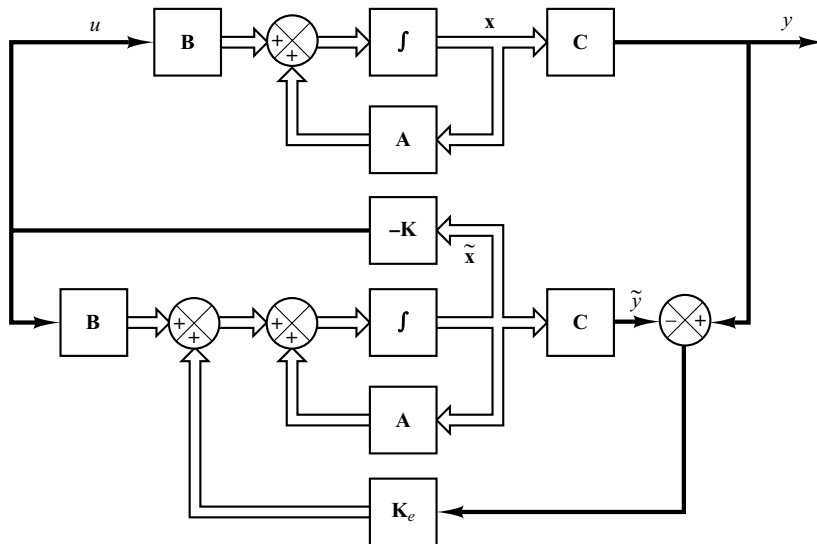 u
x
y
B
+
+
∫
C
A
–K
x̃
B
+
+
+
+
∫
C
ỹ
–
+
A
Kₑ